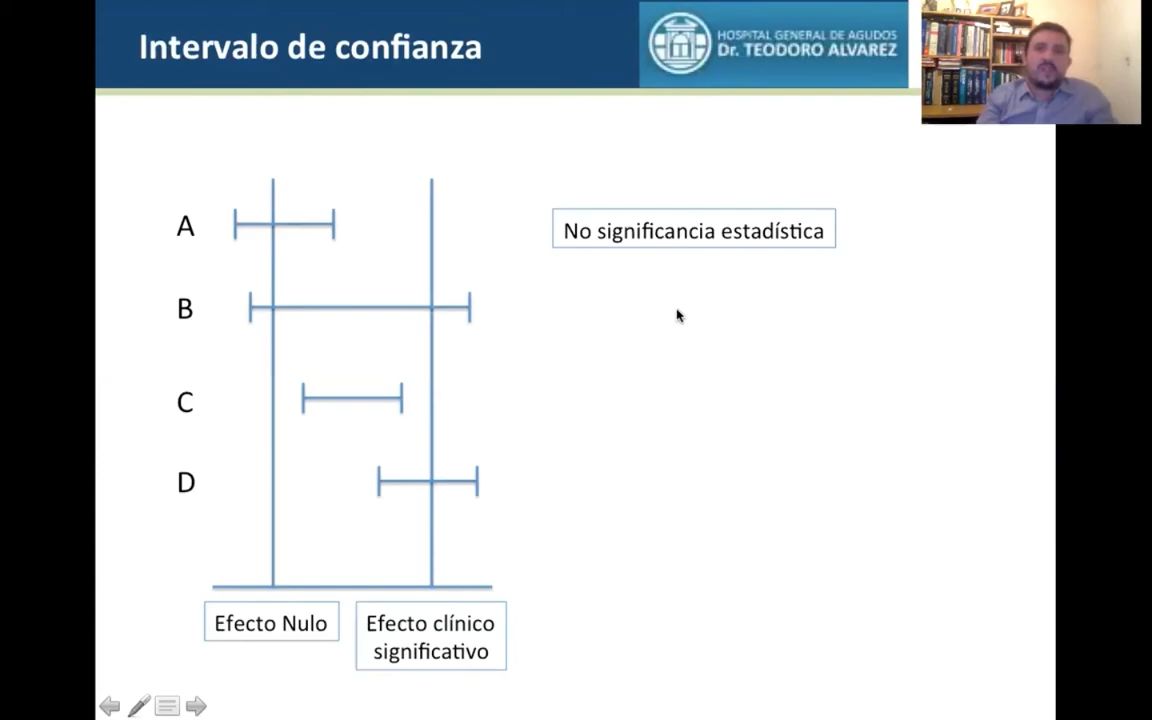 Intervalo de confianza
HOSPITAL GENERAL DE AGUDOS
Dr. TEODORO ALVAREZ
A
No significancia estadística
B
C
D
Efecto Nulo
Efecto clínico
significativo